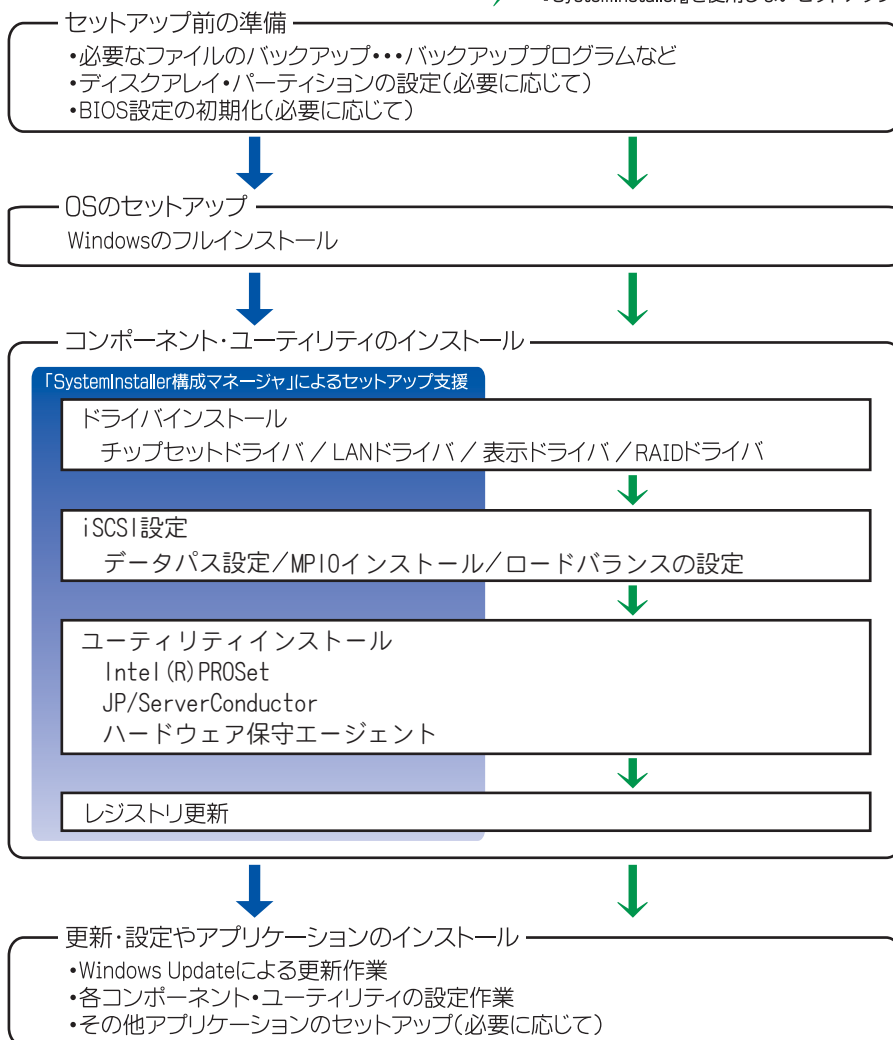 『SystemInstaller』を使用しないセットアップ
セットアップ前の準備
・必要なファイルのバックアップ・・・バックアッププログラムなど
・ディスクアレイ・パーティションの設定(必要に応じて)
・BIOS設定の初期化(必要に応じて)
OSのセットアップ
Windowsのフルインストール
コンポーネント・ユーティリティのインストール
「SystemInstaller構成マネージャ」によるセットアップ支援
ドライバインストール
チップセットドライバ / LANドライバ / 表示ドライバ / RAIDドライバ
iSCSI設定
データパス設定/MPIOインストール/ロードバランスの設定
ユーティリティインストール
Intel(R)PROSet
JP/ServerConductor
ハードウェア保守エージェント
レジストリ更新
更新・設定やアプリケーションのインストール
・Windows Updateによる更新作業
・各コンポーネント・ユーティリティの設定作業
・その他アプリケーションのセットアップ(必要に応じて)